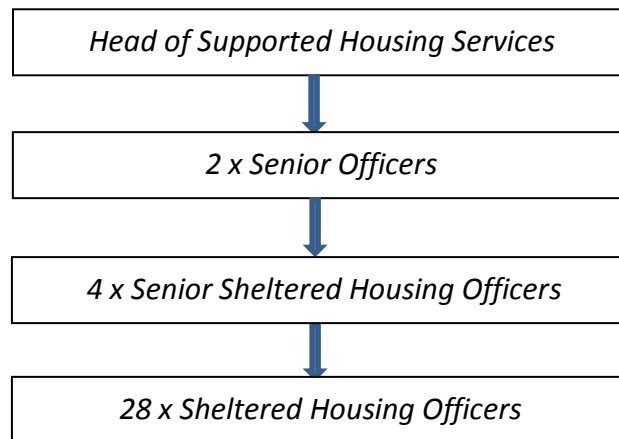 Head of Supported Housing Services
2 x Senior Officers
4 x Senior Sheltered Housing Officers
28 x Sheltered Housing Officers